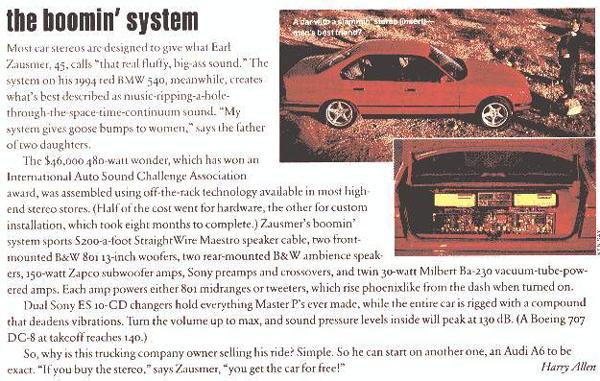 the boomin' system
Most car stereos are designed to give what Earl
Zausmer, 45, calls "that real fluffy, big-ass sound." The
system on his 1994 red BMW 540, meanwhile, creates
what's best described as music-ripping-a-hole-
through-the-space-time-continuum sound. "My
system gives goose bumps to women," says the father
of two daughters.
The $46,000 480-watt wonder, which has won an
International Auto Sound Challenge Association
award, was assembled using off-the-rack technology available in most high-
end stereo stores. (Half of the cost went for hardware, the other for custom
installation, which took eight months to complete.) Zausmer's boomin'
system sports $200-a-foot StraightWire Maestro speaker cable, two front-
mounted B&W 801 13-inch woofers, two rear-mounted B&W ambience speak-
ers, 150-watt Zapco subwoofer amps, Sony preamps and crossovers, and twin 30-watt Milbert Ba-230 vacuum-tube-pow-
ered amps. Each amp powers either 801 midranges or tweeters, which rise phoenixlike from the dash when turned on.
Dual Sony ES 10-CD changers hold everything Master P's ever made, while the entire car is rigged with a compound
that deadens vibrations. Turn the volume up to max, and sound pressure levels inside will peak at 130 dB. (A Boeing 707
DC-8 at takeoff reaches 140.)
So, why is this trucking company owner selling his ride? Simple. So he can start on another one, an Audi A6 to be
exact. "If you buy the stereo," says Zausmer, "you get the car for free!"
Harry Allen
A car with a slammin' stereo (insert)—
men's best friend?